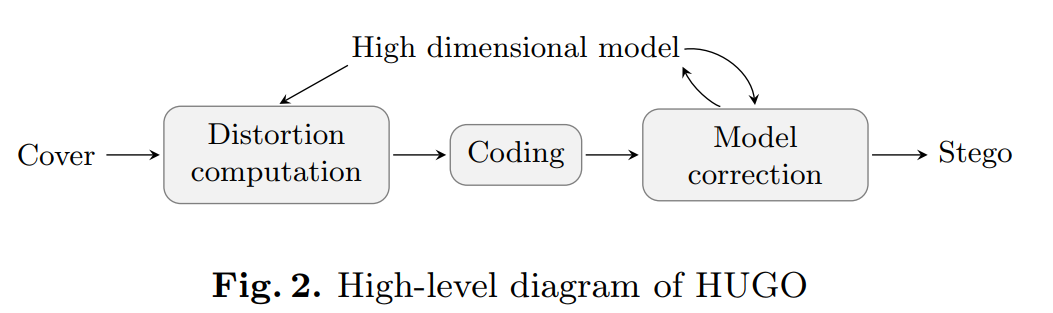 High dimensional model
Cover
Distortion
computation
Coding
Model
correction
Stego
Fig. 2. High-level diagram of HUGO